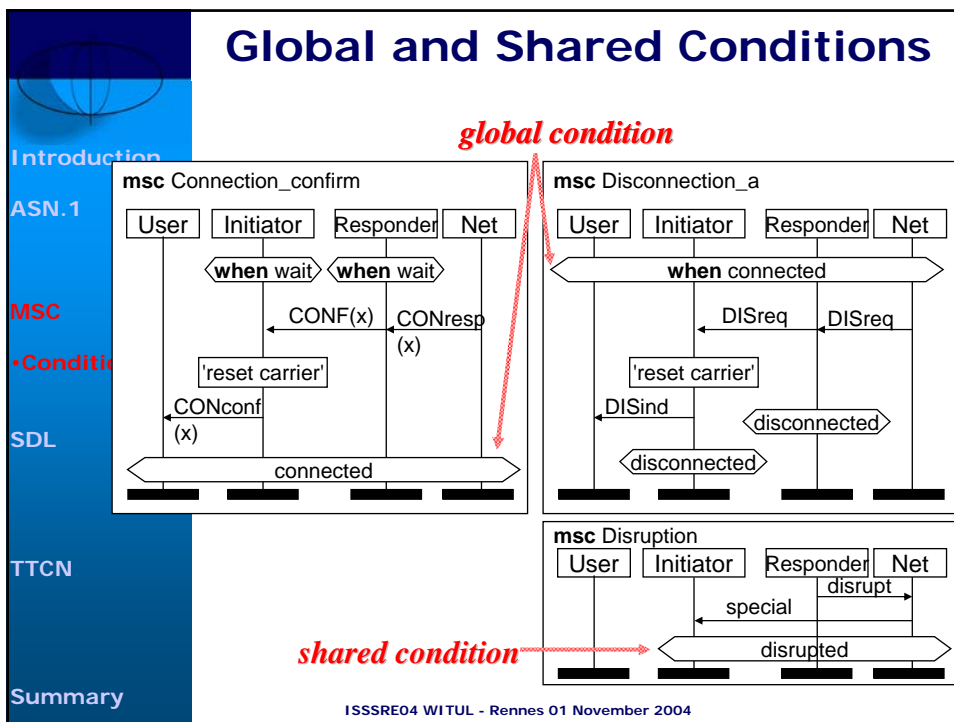 Global and Shared Conditions
global condition
Introduction
ASN.1
MSC
•Conditio
SDL
TTCN
Summary
msc Connection_confirm
User Initiator Responder Net
when wait when wait
CONF(x) CONresp
(x)
'reset carrier'
CONconf
(x)
connected
msc Disconnection_a
User Initiator Responder Net
when connected
DISreq DISreq
'reset carrier'
DISind
disconnected
disconnected
msc Disruption
User Initiator Responder Net
disrupt
special
disrupted
shared condition
ISSSRE04 WITUL - Rennes 01 November 2004